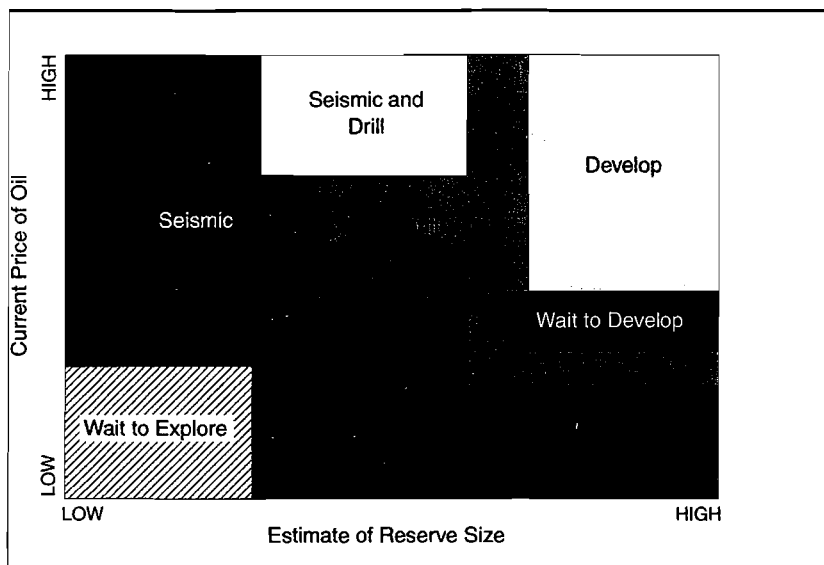 HIGH
Seismic and
Drill
Develop
Seismic
Current Price of Oil
Wait to Develop
Wait to Explore
LOW
LOW
HIGH
Estimate of Reserve Size